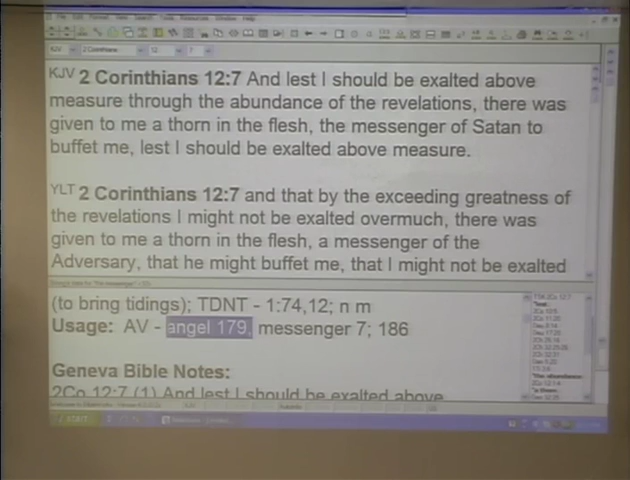 KJV
2 Corinthians
12
7
KJV 2 Corinthians 12:7 And lest I should be exalted above
measure through the abundance of the revelations, there was
given to me a thorn in the flesh, the messenger of Satan to
buffet me, lest I should be exalted above measure.
YLT 2 Corinthians 12:7 and that by the exceeding greatness of
the revelations I might not be exalted overmuch, there was
given to me a thorn in the flesh, a messenger of the
Adversary, that he might buffet me, that I might not be exalted
(to bring tidings); TDNT - 1:74,12; n m
Usage: AV - angel 179, messenger 7; 186
Geneva Bible Notes:
2Co 12:7 (1) And lest I should be exalted above